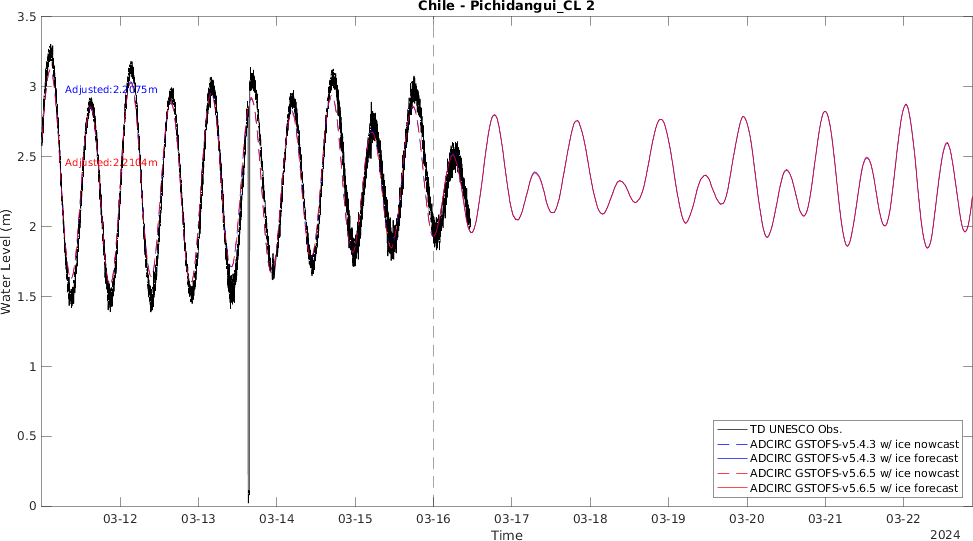 Chile - Pichidangui_CL 2
3.5
3
2.5
2
1.5
1
0.5
0
Water Level (m)
Adjusted:2.2075m
Adjusted:2.2104m
TD UNESCO Obs.
ADCIRC GSTOFS-v5.4.3 w/ ice nowcast
ADCIRC GSTOFS-v5.4.3 w/ ice forecast
ADCIRC GSTOFS-v5.6.5 w/ ice nowcast
ADCIRC GSTOFS-v5.6.5 w/ ice forecast
03-12 03-13 03-14 03-15 03-16 03-17 03-18 03-19 03-20 03-21 03-22
Time
2024